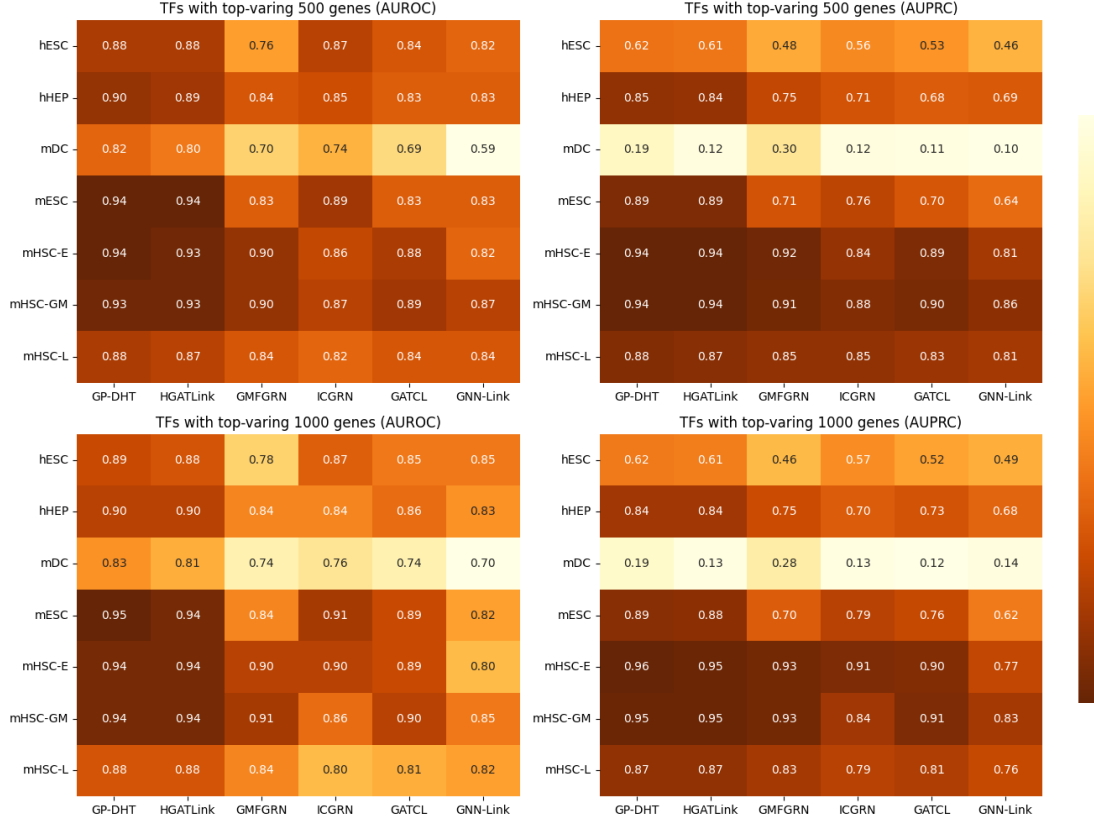 TFs with top-varing 500 genes (AUROC)
hESC 0.88 0.88 0.76 0.87 0.84 0.82
hHEP 0.90 0.89 0.84 0.85 0.83 0.83
mDC 0.82 0.80 0.70 0.74 0.69 0.59
mESC 0.94 0.94 0.83 0.89 0.83 0.83
mHSC-E 0.94 0.93 0.90 0.86 0.88 0.82
mHSC-GM 0.93 0.93 0.90 0.87 0.89 0.87
mHSC-L 0.88 0.87 0.84 0.82 0.84 0.84
GP-DHT HGATLink GMFGRN ICGRN GATCL GNN-Link
TFs with top-varing 500 genes (AUPRC)
hESC 0.62 0.61 0.48 0.56 0.53 0.46
hHEP 0.85 0.84 0.75 0.71 0.68 0.69
mDC 0.19 0.12 0.30 0.12 0.11 0.10
mESC 0.89 0.89 0.71 0.76 0.70 0.64
mHSC-E 0.94 0.94 0.92 0.84 0.89 0.81
mHSC-GM 0.94 0.94 0.91 0.88 0.90 0.86
mHSC-L 0.88 0.87 0.85 0.85 0.83 0.81
GP-DHT HGATLink GMFGRN ICGRN GATCL GNN-Link
TFs with top-varing 1000 genes (AUROC)
hESC 0.89 0.88 0.78 0.87 0.85 0.85
hHEP 0.90 0.90 0.84 0.84 0.86 0.83
mDC 0.83 0.81 0.74 0.76 0.74 0.70
mESC 0.95 0.94 0.84 0.91 0.89 0.82
mHSC-E 0.94 0.94 0.90 0.90 0.89 0.80
mHSC-GM 0.94 0.94 0.91 0.86 0.90 0.85
mHSC-L 0.88 0.88 0.84 0.80 0.81 0.82
GP-DHT HGATLink GMFGRN ICGRN GATCL GNN-Link
TFs with top-varing 1000 genes (AUPRC)
hESC 0.62 0.61 0.46 0.57 0.52 0.49
hHEP 0.84 0.84 0.75 0.70 0.73 0.68
mDC 0.19 0.13 0.28 0.13 0.12 0.14
mESC 0.89 0.88 0.70 0.79 0.76 0.62
mHSC-E 0.96 0.95 0.93 0.91 0.90 0.77
mHSC-GM 0.95 0.95 0.93 0.84 0.91 0.83
mHSC-L 0.87 0.87 0.83 0.79 0.81 0.76
GP-DHT HGATLink GMFGRN ICGRN GATCL GNN-Link